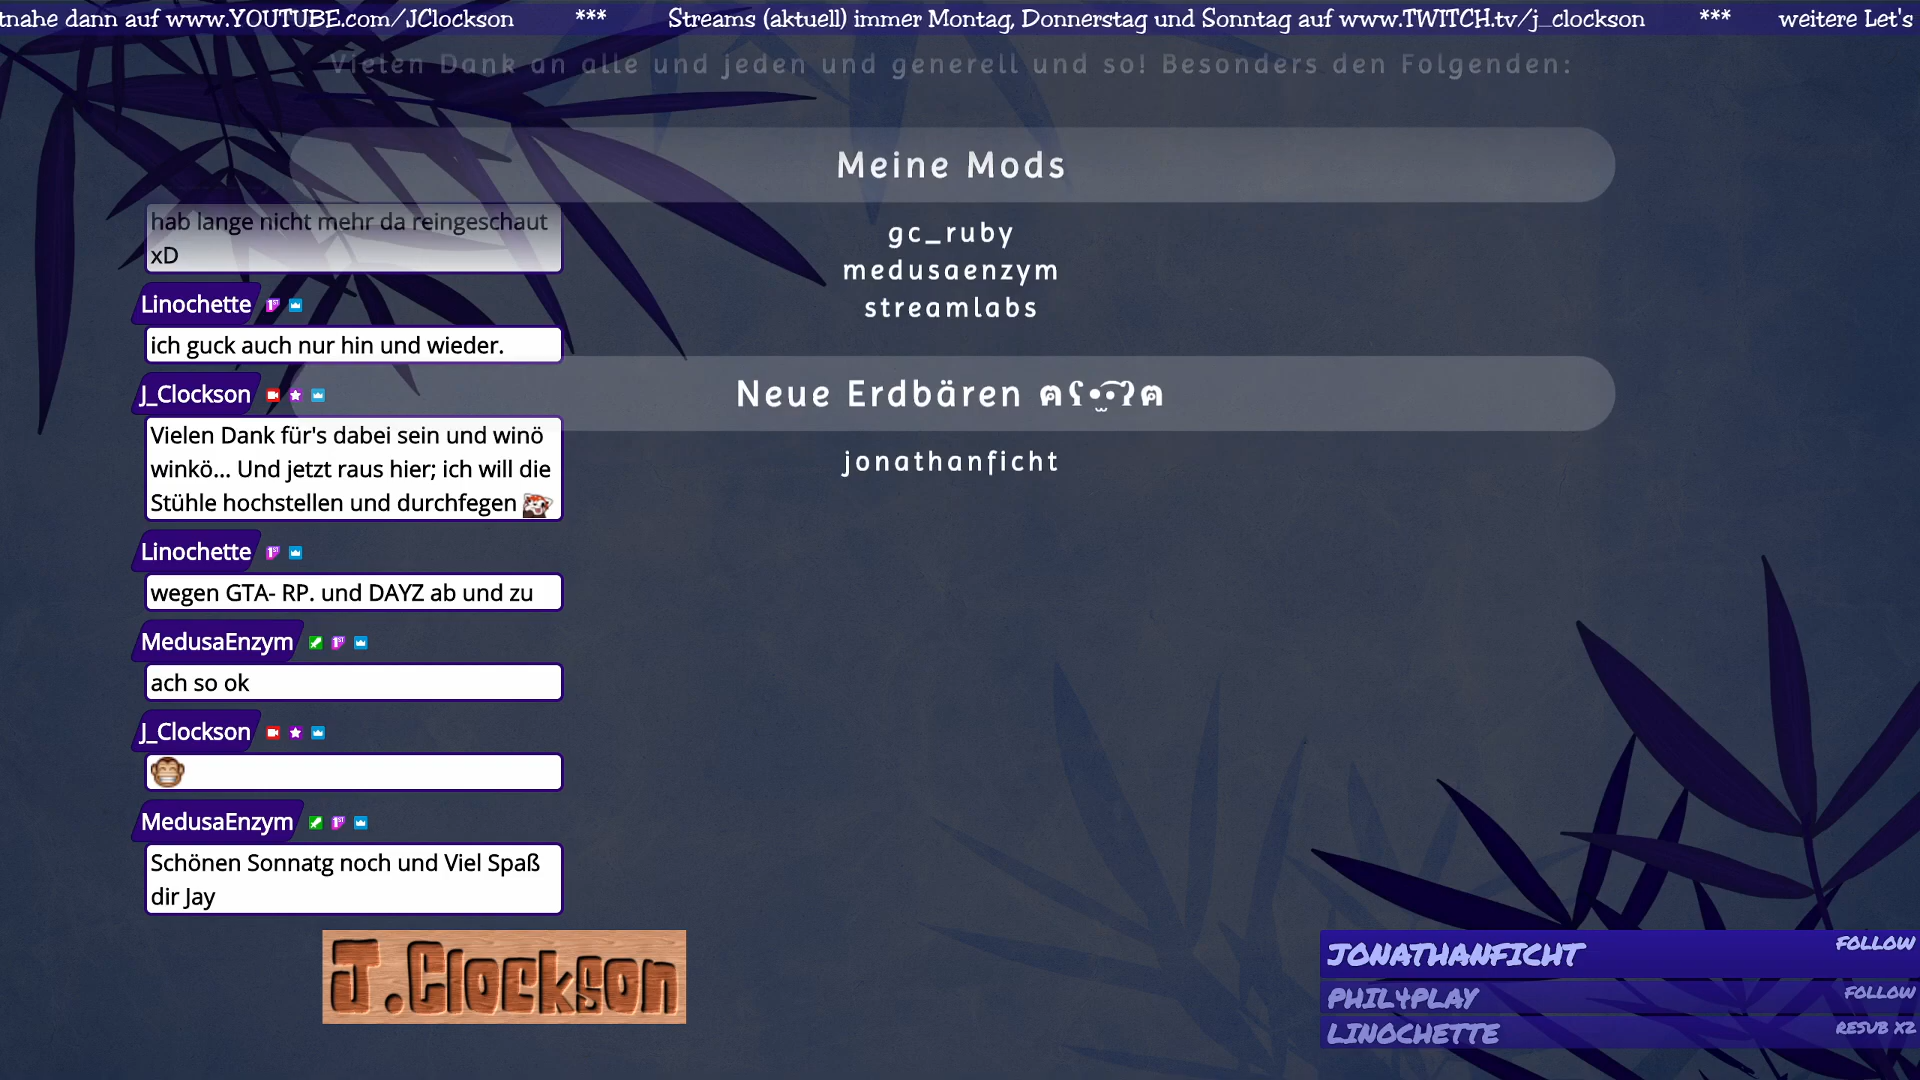 tnahe dann auf www.YOUTUBE.com/JClockson *** Streams (aktuell) immer Montag, Donnerstag und Sonntag auf www.TWITCH.tv/j_clockson *** weitere Let's
Vielen Dank an alle und jeden und generell und so! Besonders den Folgenden:
Meine Mods
gc_ruby
medusaenzym
streamlabs
Neue Erdbären ฅʕ•̫͡•ʔฅ
jonathanficht
hab lange nicht mehr da reingeschaut
xD
Linochette
ich guck auch nur hin und wieder.
J_Clockson
Vielen Dank für's dabei sein und winö
winkö... Und jetzt raus hier; ich will die
Stühle hochstellen und durchfegen
Linochette
wegen GTA- RP. und DAYZ ab und zu
MedusaEnzym
ach so ok
J_Clockson
MedusaEnzym
Schönen Sonnatg noch und Viel Spaß
dir Jay
J.Clockson
JONATHANFICHT FOLLOW
PHIL4PLAY FOLLOW
LINOCHETTE RESUB X2